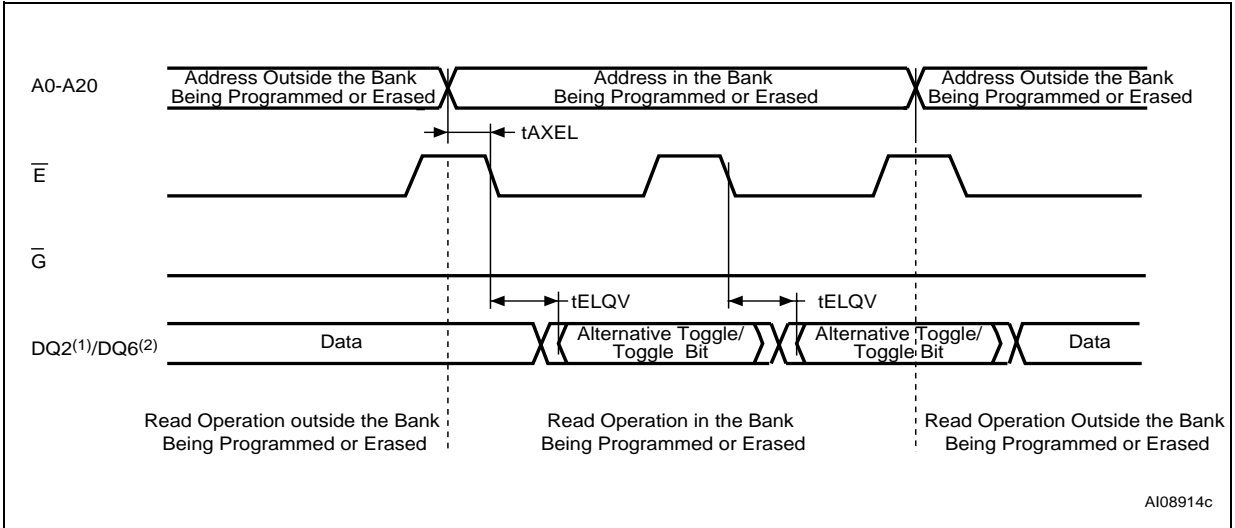 A0-A20
Address Outside the Bank
Being Programmed or Erased
Address in the Bank
Being Programmed or Erased
Address Outside the Bank
Being Programmed or Erased
tAXEL
E
G
tELQV
tELQV
DQ2(1)/DQ6(2)
Data
Alternative Toggle/
Toggle Bit
Alternative Toggle/
Toggle Bit
Data
Read Operation outside the Bank
Being Programmed or Erased
Read Operation in the Bank
Being Programmed or Erased
Read Operation Outside the Bank
Being Programmed or Erased
AI08914c